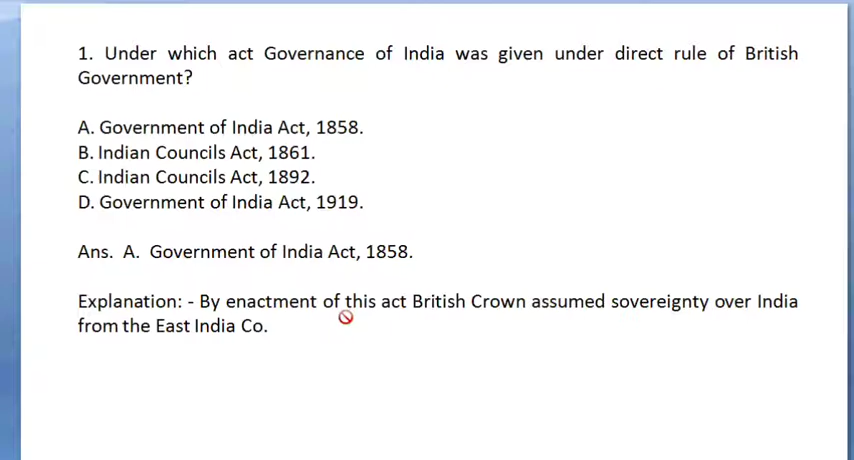 1. Under which act Governance of India was given under direct rule of British
Government?
A. Government of India Act, 1858.
B. Indian Councils Act, 1861.
C. Indian Councils Act, 1892.
D. Government of India Act, 1919.
Ans. A. Government of India Act, 1858.
Explanation: - By enactment of this act British Crown assumed sovereignty over India
from the East India Co.